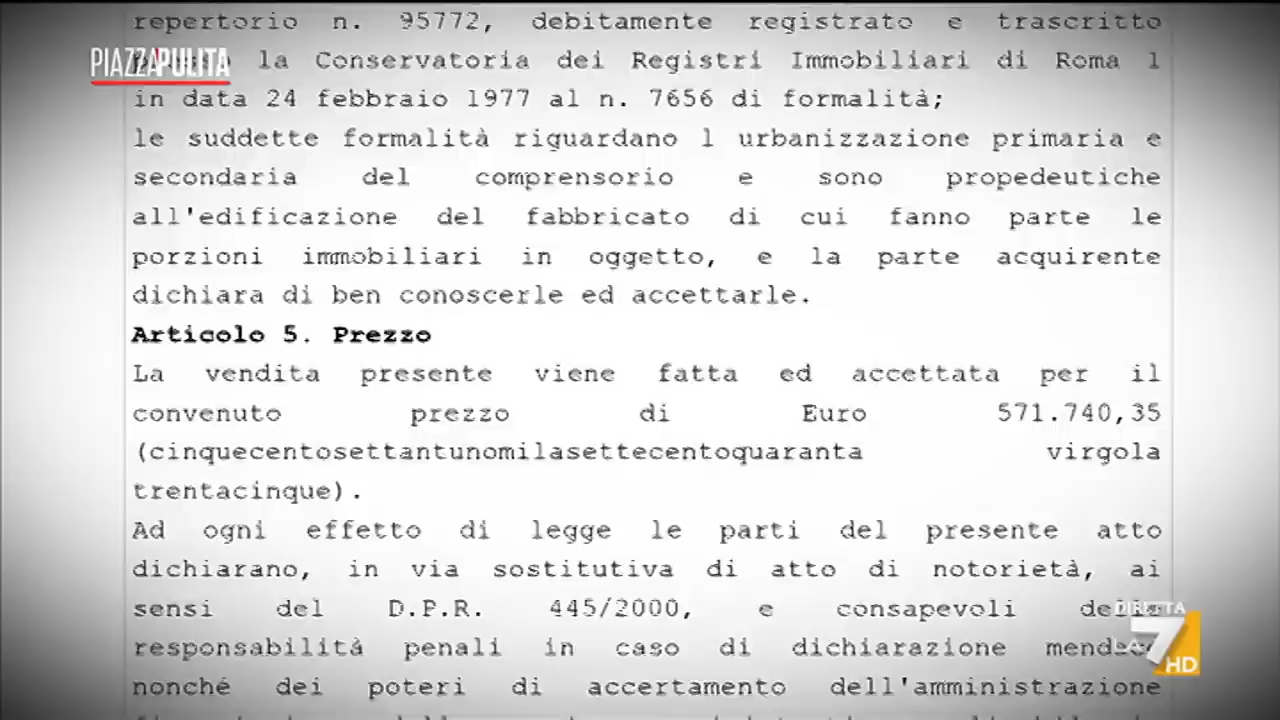 repertorio n. 95772, debitamente registrato e trascritto
PIAZZAPULITA
la Conservatoria dei Registri Immobiliari di Roma 1
in data 24 febbraio 1977 al n. 7656 di formalità;
le suddette formalità riguardano l urbanizzazione primaria e
secondaria del comprensorio e sono propedeutiche
all'edificazione del fabbricato di cui fanno parte le
porzioni immobiliari in oggetto, e la parte acquirente
dichiara di ben conoscerle ed accettarle.
Articolo 5. Prezzo
La vendita presente viene fatta ed accettata per il
convenuto prezzo di Euro 571.740,35
(cinquecentosettantunomilasettecentoquaranta virgola
trentacinque).
Ad ogni effetto di legge le parti del presente atto
dichiarano, in via sostitutiva di atto di notorietà, ai
sensi del D.P.R. 445/2000, e consapevoli delle
DIRETTA
responsabilità penali in caso di dichiarazione mendace
7 HD
nonché dei poteri di accertamento dell'amministrazione